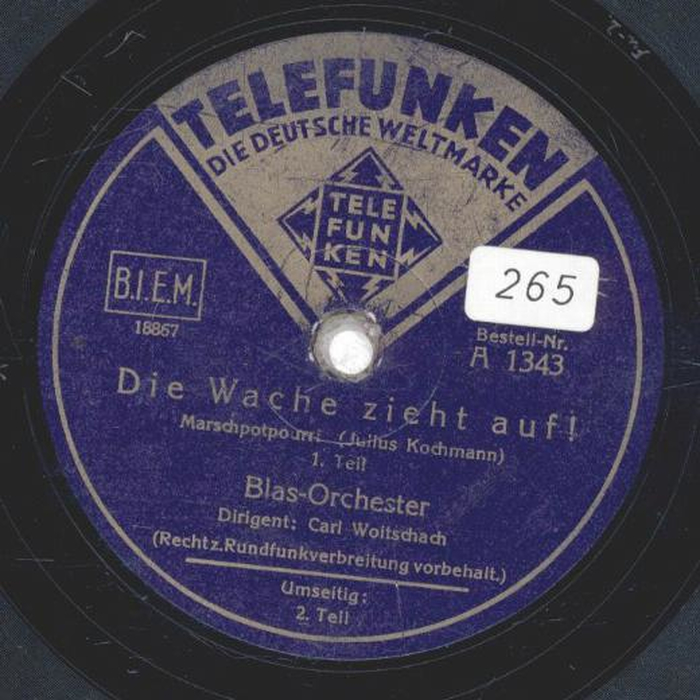 TELEFUNKEN
DIE DEUTSCHE WELTMARKE
TELE
FUN
KEN
B.I.E.M.
18867
265
Bestell-Nr.
A 1343
Die Wache zieht auf!
Marschpotpourri (Julius Kochmann)
1. Teil
Blas-Orchester
Dirigent: Carl Woitschach
(Recht z. Rundfunkverbreitung vorbehalt.)
Umseitig:
2. Teil